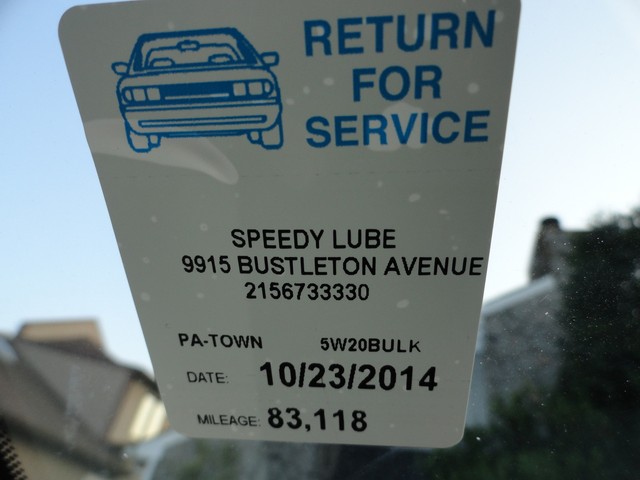 RETURN
FOR
SERVICE
SPEEDY LUBE
9915 BUSTLETON AVENUE
2156733330
PA-TOWN 5W20BULK
DATE: 10/23/2014
MILEAGE: 83,118